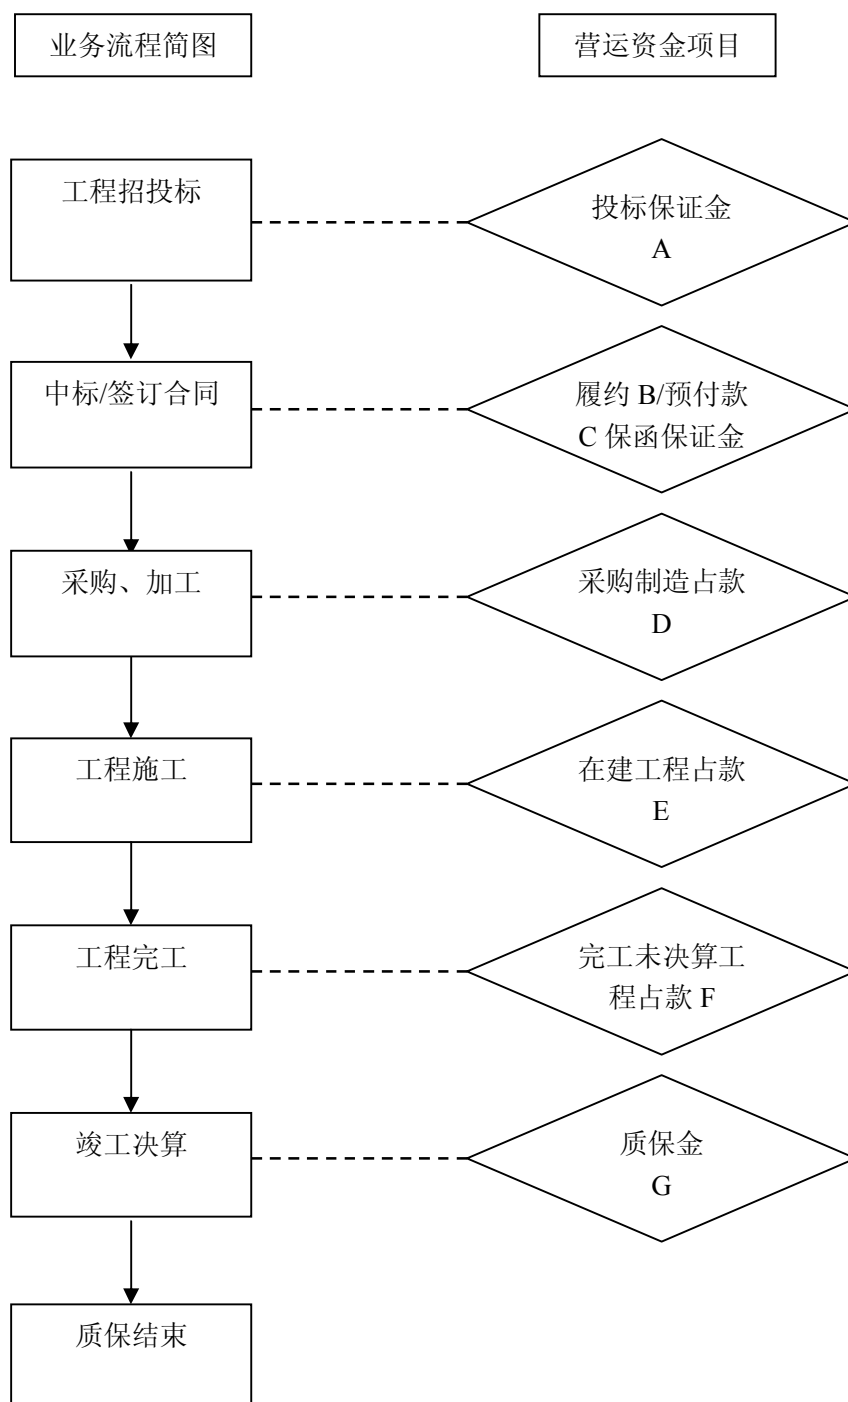 业务流程简图
营运资金项目
工程招投标
投标保证金
A
中标/签订合同
履约 B/预付款
C 保函保证金
采购、加工
采购制造占款
D
工程施工
在建工程占款
E
工程完工
完工未决算工
程占款 F
竣工决算
质保金
G
质保结束